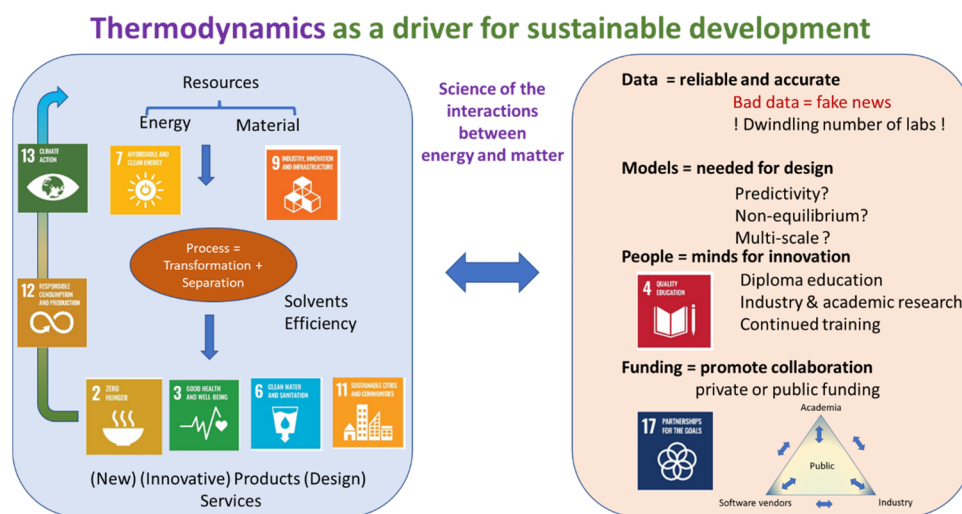 Thermodynamics as a driver for sustainable development
Resources
Energy
Material
13 CLIMATE
ACTION
7 AFFORDABLE AND
CLEAN ENERGY
9 INDUSTRY, INNOVATION
AND INFRASTRUCTURE
Process =
Transformation +
Separation
12 RESPONSIBLE
CONSUMPTION
AND PRODUCTION
Solvents
Efficiency
2 ZERO
HUNGER
3 GOOD HEALTH
AND WELL-BEING
6 CLEAN WATER
AND SANITATION
11 SUSTAINABLE CITIES
AND COMMUNITIES
(New) (Innovative) Products (Design)
Services
Science of the
interactions
between
energy and matter
Data = reliable and accurate
Bad data = fake news
! Dwindling number of labs !
Models = needed for design
Predictivity?
Non-equilibrium?
Multi-scale ?
People = minds for innovation
4 QUALITY
EDUCATION
Diploma education
Industry & academic research
Continued training
Funding = promote collaboration
private or public funding
17 PARTNERSHIPS
FOR THE GOALS
Academia
Public
Software vendors
Industry